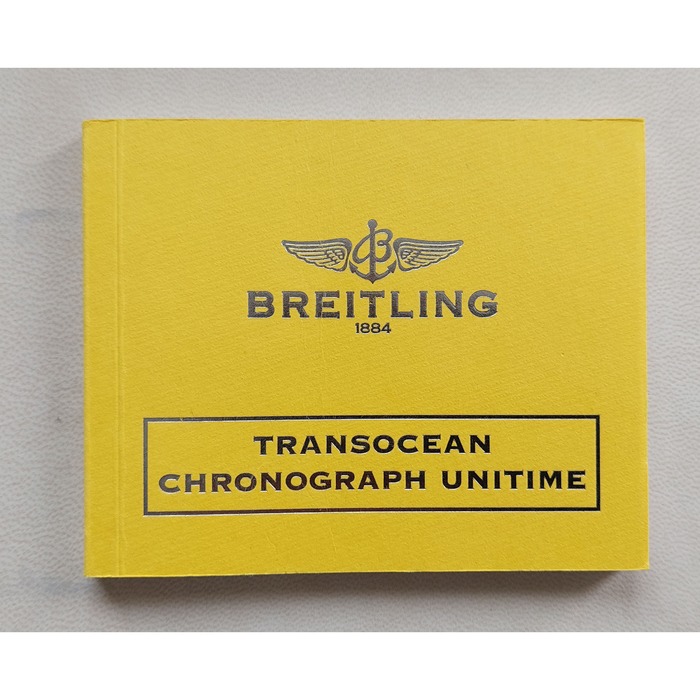 BREITLING
1884
TRANSOCEAN
CHRONOGRAPH UNITIME